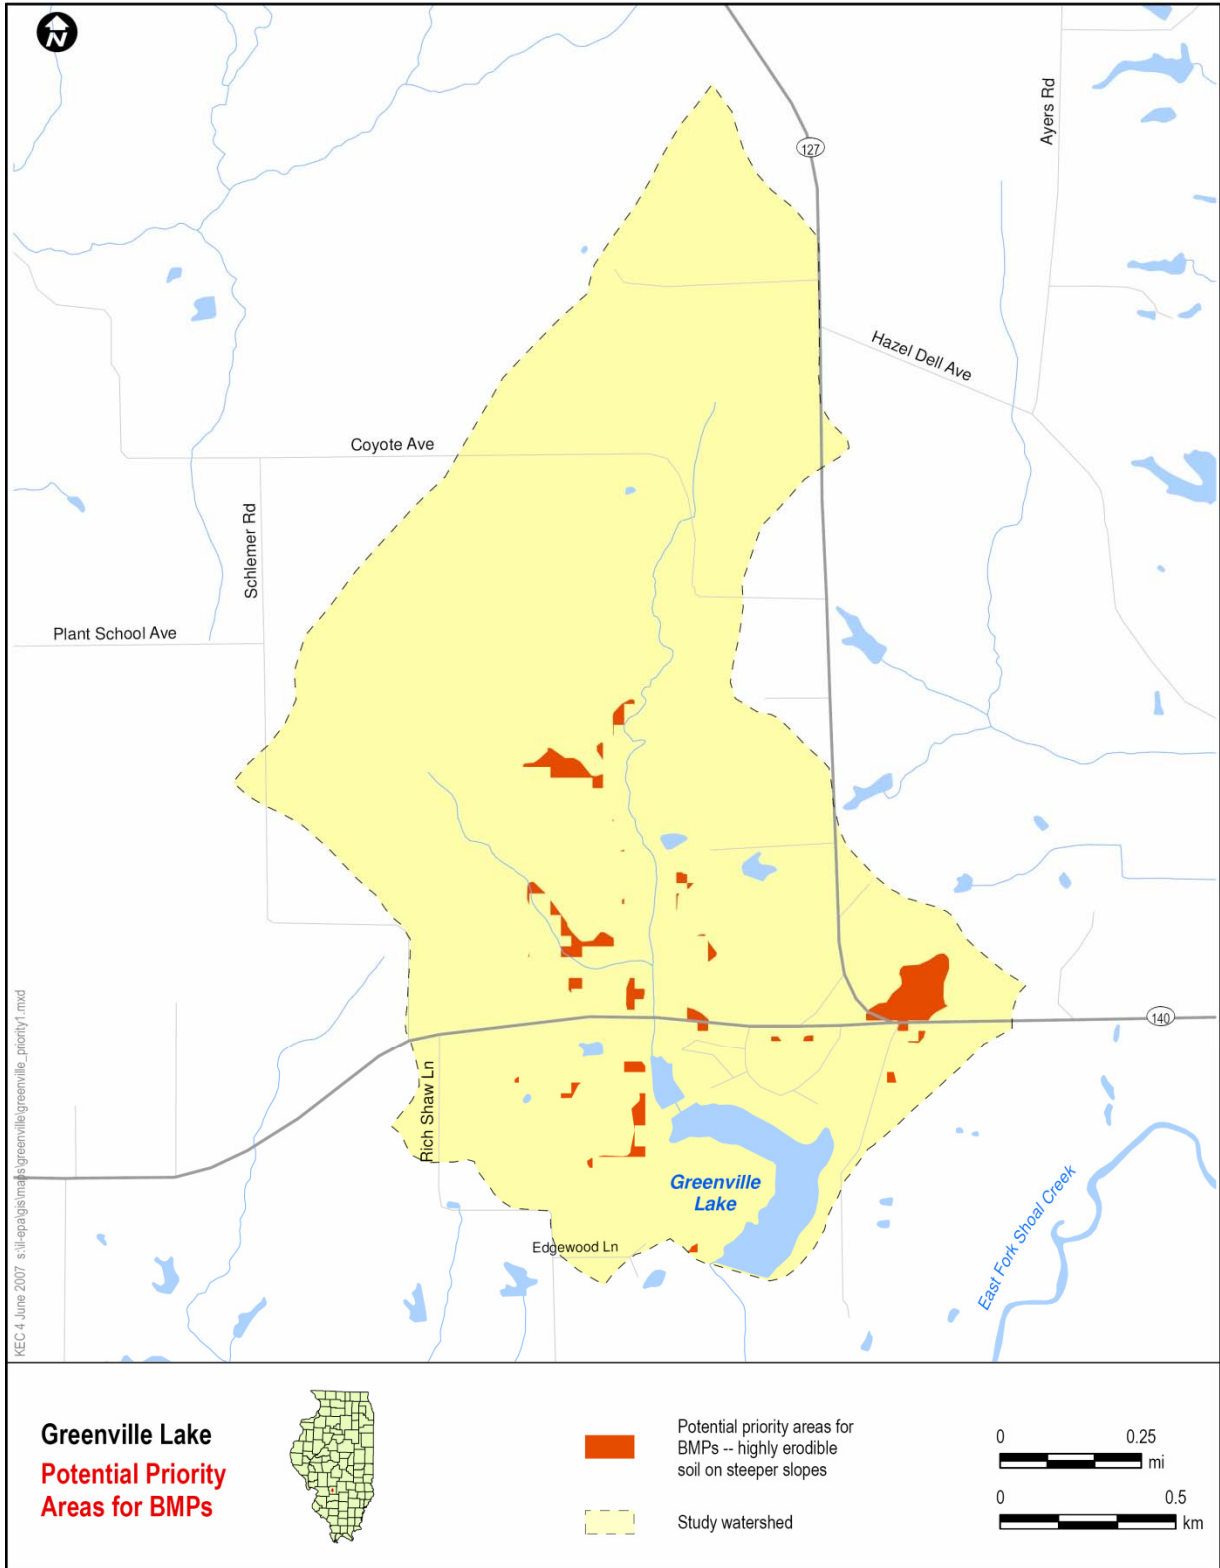 N
127
Ayers Rd
Hazel Dell Ave
Coyote Ave
Schlemer Rd
Plant School Ave
140
Rich Shaw Ln
Greenville
Lake
Edgewood Ln
East Fork Shoal Creek
KEC 4 June 2007 s:\il-epa\gis\maps\greenville\greenville_priority1.mxd
Greenville Lake
Potential Priority
Areas for BMPs
Potential priority areas for
BMPs -- highly erodible
soil on steeper slopes
Study watershed
0 0.25
mi
0 0.5
km